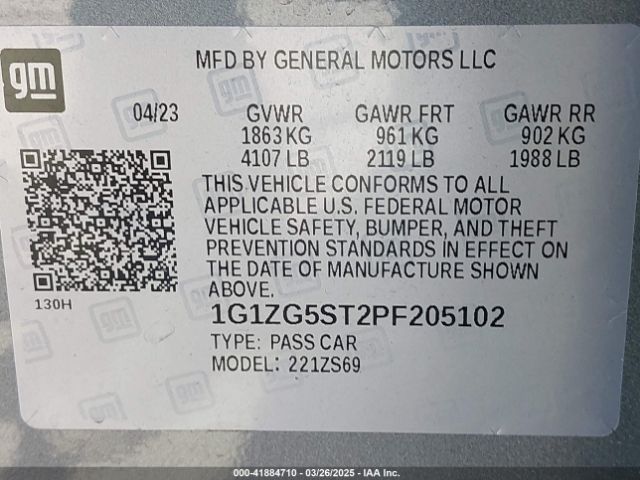 gm
MFD BY GENERAL MOTORS LLC
04/23 GVWR GAWR FRT GAWR RR
1863 KG 961 KG 902 KG
4107 LB 2119 LB 1988 LB
THIS VEHICLE CONFORMS TO ALL
APPLICABLE U.S. FEDERAL MOTOR
VEHICLE SAFETY, BUMPER, AND THEFT
PREVENTION STANDARDS IN EFFECT ON
THE DATE OF MANUFACTURE SHOWN
ABOVE.
130H
1G1ZG5ST2PF205102
TYPE: PASS CAR
MODEL: 221ZS69
000-41884710 — 03/26/2025 — IAA Inc.